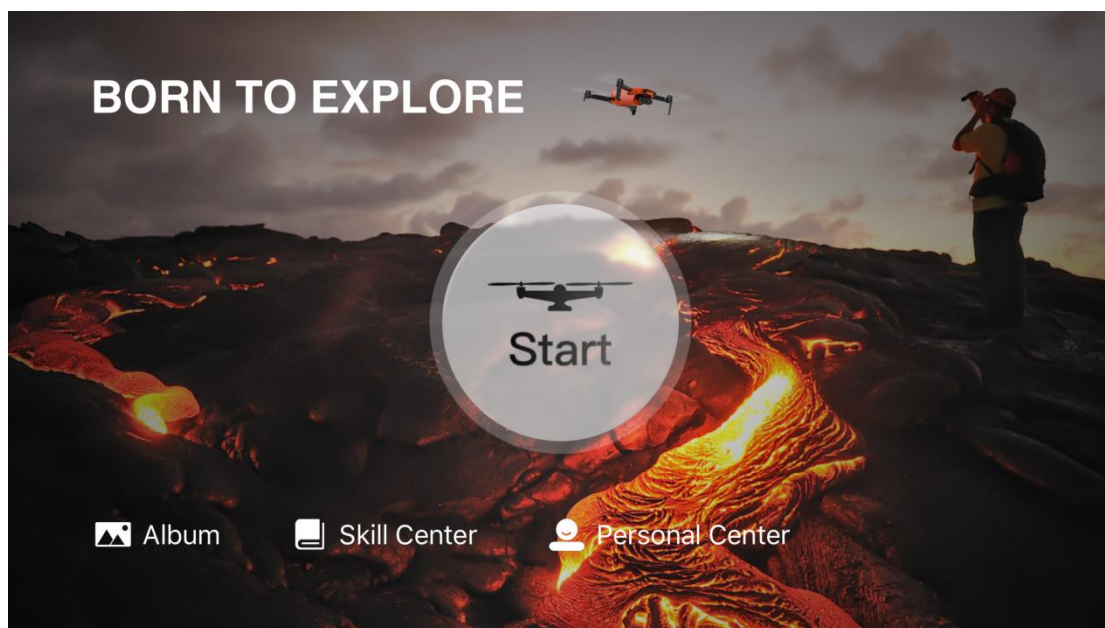 BORN TO EXPLORE
Start
Album
Skill Center
Personal Center